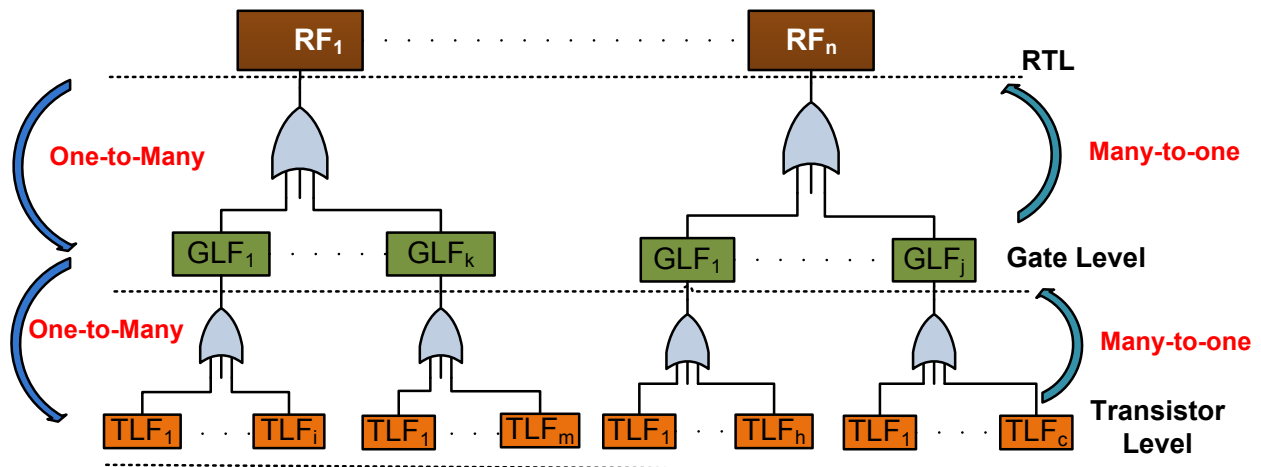 RF₁ RFₙ
RTL
One-to-Many Many-to-one
GLF₁ GLFₖ GLF₁ GLFⱼ Gate Level
One-to-Many Many-to-one
TLF₁ TLFᵢ TLF₁ TLFₘ TLF₁ TLFₕ TLF₁ TLF꜀ Transistor
Level